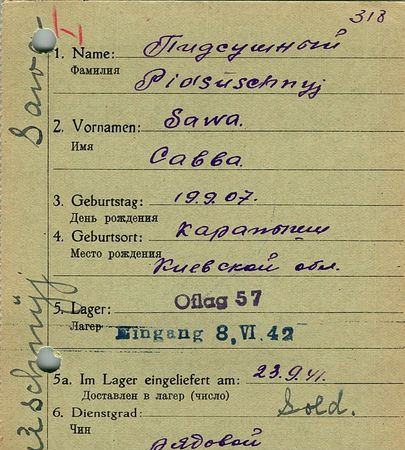 318
1. Name: Пидсушный
Фамилия Pidsüschnyj
2. Vornamen: Sawa.
Имя Савва.
3. Geburtstag: 19.9.07.
День рождения
4. Geburtsort: Карапыши
Место рождения Киевской обл.
5. Lager: Oflag 57
Лагерь Eingang 8. VI. 42
5a. Im Lager eingeliefert am: 23.9.41.
Доставлен в лагерь (число)
6. Dienstgrad: Sold.
Чин рядовой
Sawa